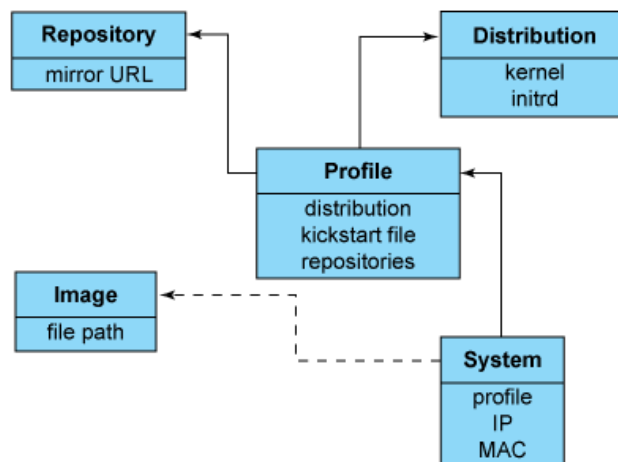 Repository
mirror URL
Distribution
kernel
initrd
Profile
distribution
kickstart file
repositories
Image
file path
System
profile
IP
MAC